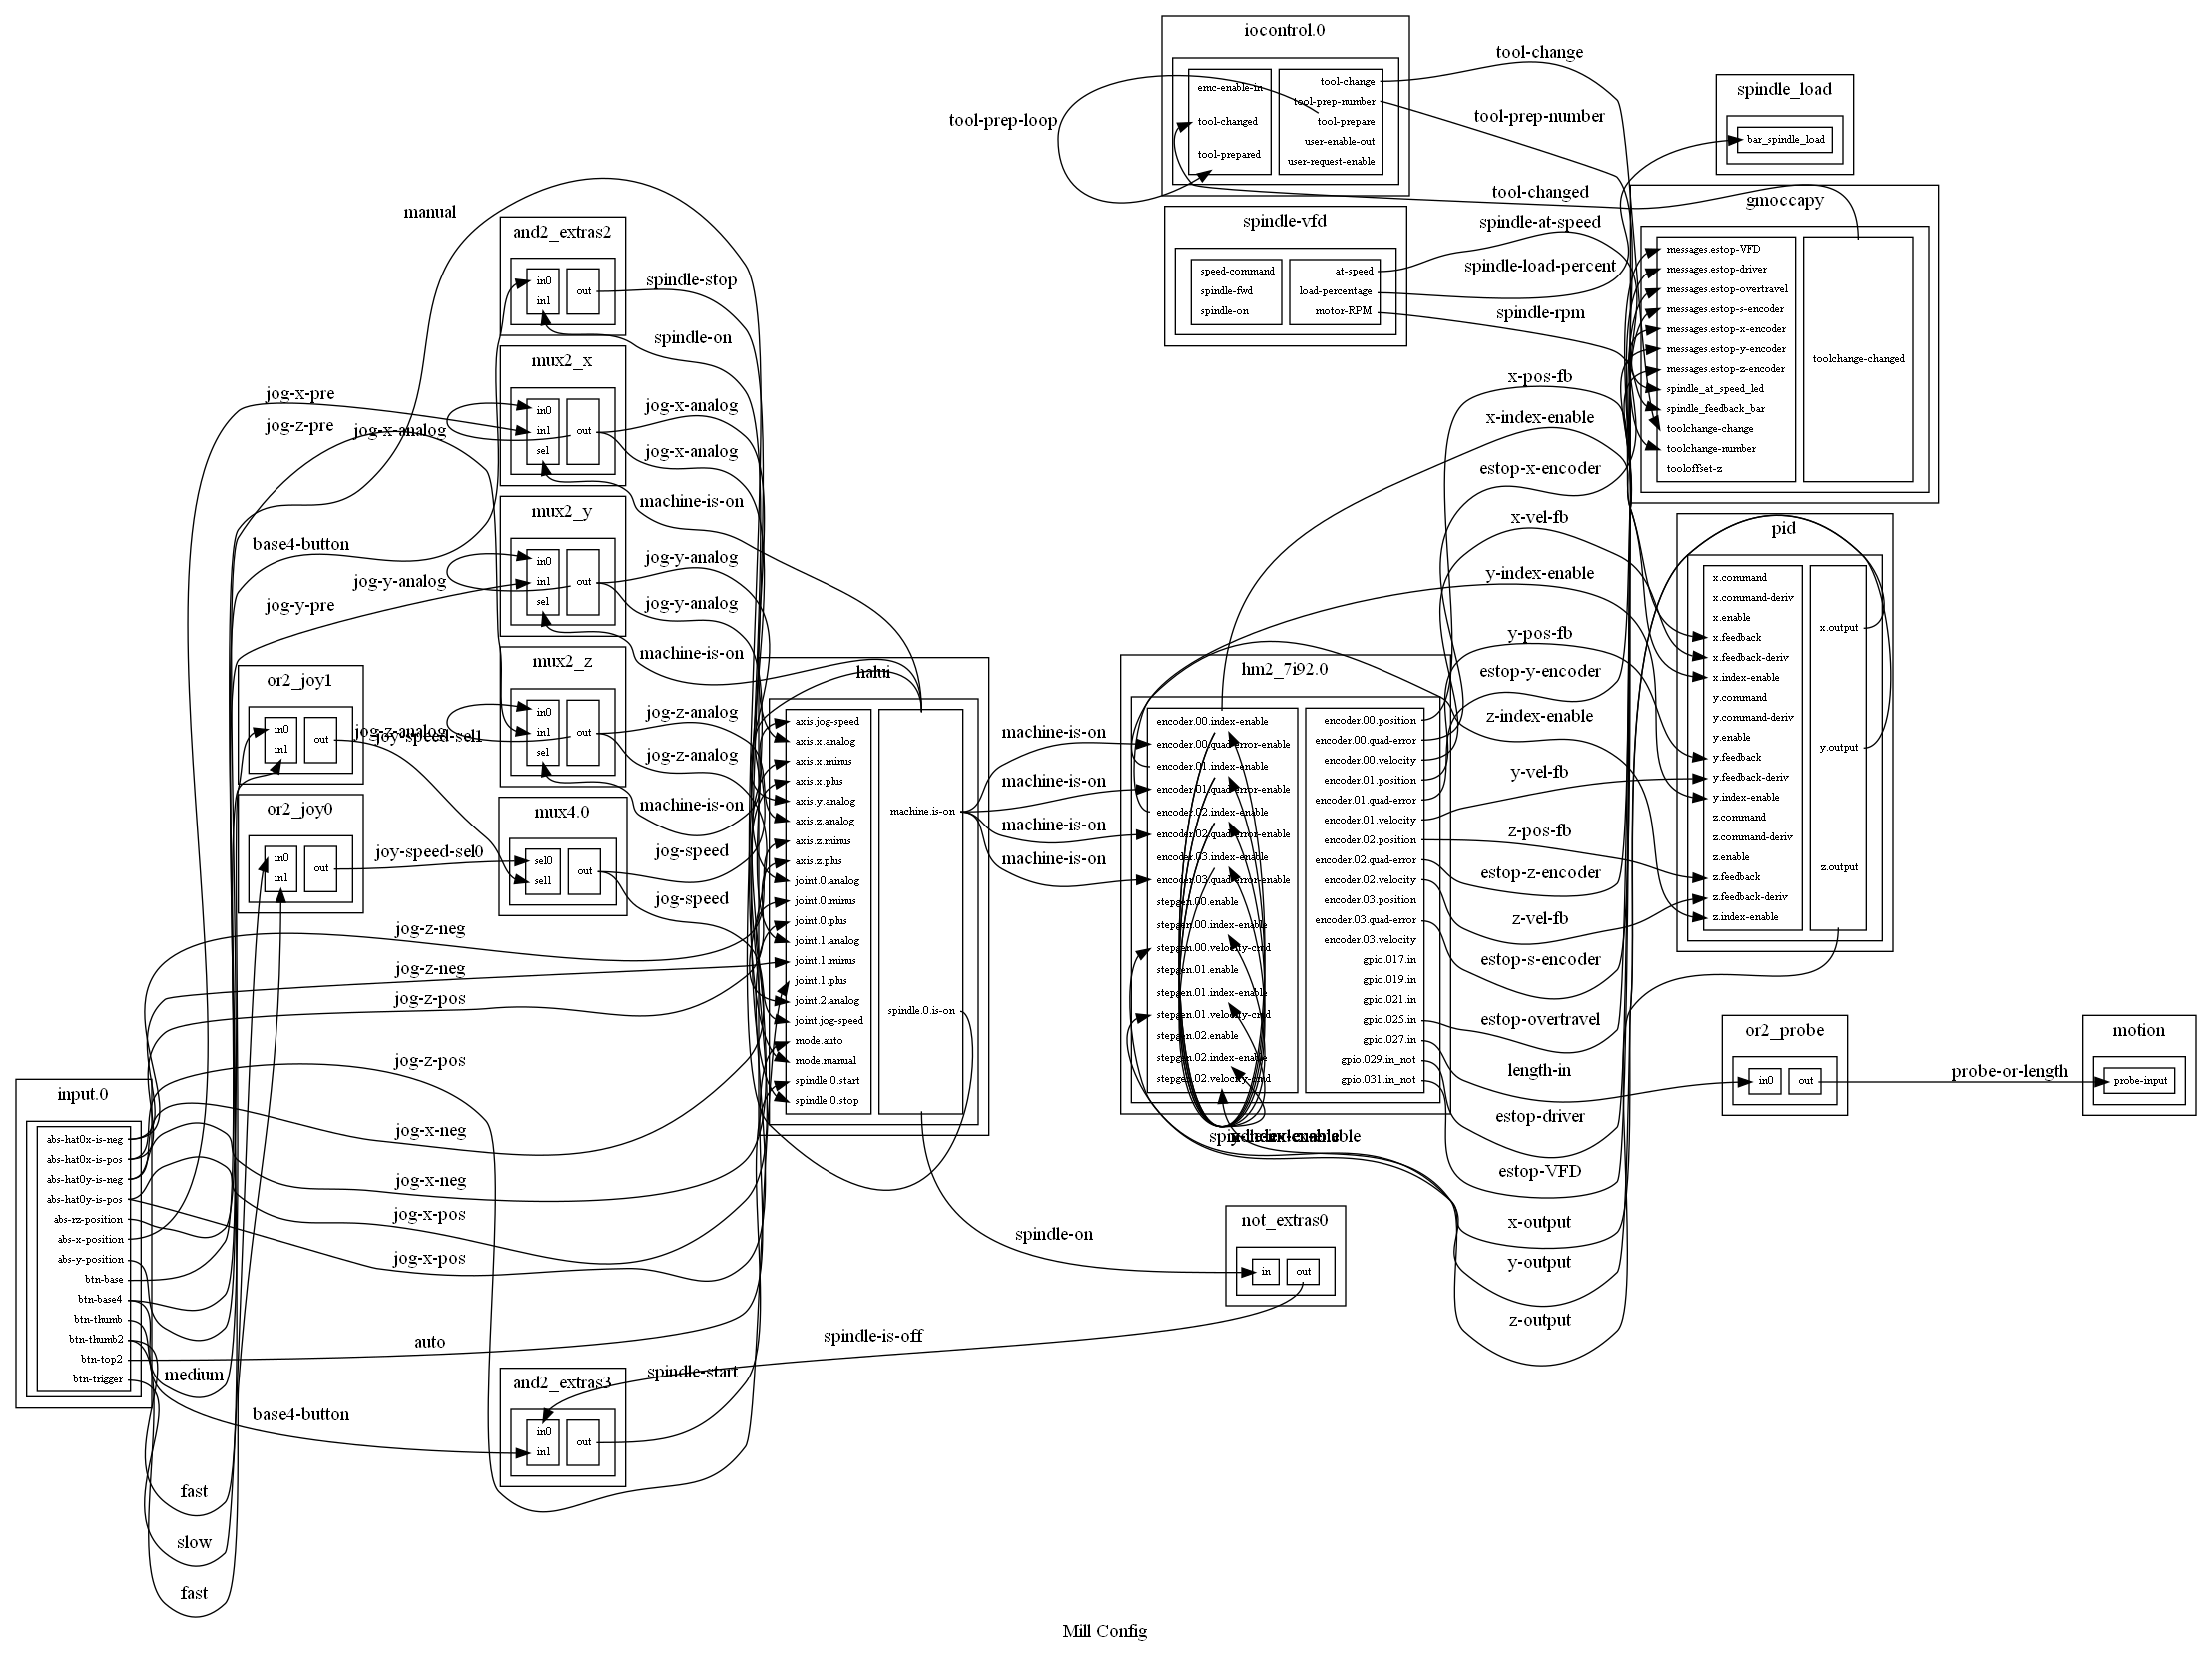 iocontrol.0
emc-enable-in
tool-changed
tool-prepared
tool-change
tool-prep-number
tool-prepare
user-enable-out
user-request-enable
tool-prep-loop
tool-change
tool-prep-number
tool-changed
spindle_load
bar_spindle_load
spindle-vfd
speed-command
spindle-fwd
spindle-on
at-speed
load-percentage
motor-RPM
spindle-at-speed
spindle-load-percent
spindle-rpm
gmoccapy
messages.estop-VFD
messages.estop-driver
messages.estop-overtravel
messages.estop-s-encoder
messages.estop-x-encoder
messages.estop-y-encoder
messages.estop-z-encoder
spindle_at_speed_led
spindle_feedback_bar
toolchange-change
toolchange-number
tooloffset-z
toolchange-changed
manual
and2_extras2
in0
in1
out
spindle-stop
spindle-on
mux2_x
in0
in1
sel
out
jog-x-pre
jog-z-pre
jog-x-analog
jog-x-analog
jog-x-analog
machine-is-on
mux2_y
in0
in1
sel
out
base4-button
jog-y-analog
jog-y-pre
jog-y-analog
jog-y-analog
machine-is-on
mux2_z
in0
in1
sel
out
jog-z-analog
jog-z-analog
jog-z-analog
machine-is-on
or2_joy1
in0
in1
out
joy-speed-sel1
or2_joy0
in0
in1
out
joy-speed-sel0
mux4.0
sel0
sel1
out
jog-speed
jog-speed
halui
axis.jog-speed
axis.x.analog
axis.x.minus
axis.x.plus
axis.y.analog
axis.z.analog
axis.z.minus
axis.z.plus
joint.0.analog
joint.0.minus
joint.0.plus
joint.1.analog
joint.1.minus
joint.1.plus
joint.2.analog
joint.jog-speed
mode.auto
mode.manual
spindle.0.start
spindle.0.stop
machine.is-on
spindle.0.is-on
machine-is-on
machine-is-on
machine-is-on
machine-is-on
hm2_7i92.0
encoder.00.index-enable
encoder.00.quad-error-enable
encoder.01.index-enable
encoder.01.quad-error-enable
encoder.02.index-enable
encoder.02.quad-error-enable
encoder.03.index-enable
encoder.03.quad-error-enable
stepgen.00.enable
stepgen.00.index-enable
stepgen.00.velocity-cmd
stepgen.01.enable
stepgen.01.index-enable
stepgen.01.velocity-cmd
stepgen.02.enable
stepgen.02.index-enable
stepgen.02.velocity-cmd
encoder.00.position
encoder.00.quad-error
encoder.00.velocity
encoder.01.position
encoder.01.quad-error
encoder.01.velocity
encoder.02.position
encoder.02.quad-error
encoder.02.velocity
encoder.03.position
encoder.03.quad-error
encoder.03.velocity
gpio.017.in
gpio.019.in
gpio.021.in
gpio.025.in
gpio.027.in
gpio.029.in_not
gpio.031.in_not
x-pos-fb
x-index-enable
estop-x-encoder
x-vel-fb
y-index-enable
y-pos-fb
estop-y-encoder
z-index-enable
y-vel-fb
z-pos-fb
estop-z-encoder
z-vel-fb
estop-s-encoder
estop-overtravel
length-in
estop-driver
estop-VFD
x-output
y-output
z-output
pid
x.command
x.command-deriv
x.enable
x.feedback
x.feedback-deriv
x.index-enable
y.command
y.command-deriv
y.enable
y.feedback
y.feedback-deriv
y.index-enable
z.command
z.command-deriv
z.enable
z.feedback
z.feedback-deriv
z.index-enable
x.output
y.output
z.output
or2_probe
in0
out
probe-or-length
motion
probe-input
input.0
abs-hat0x-is-neg
abs-hat0x-is-pos
abs-hat0y-is-neg
abs-hat0y-is-pos
abs-rz-position
abs-x-position
abs-y-position
btn-base
btn-base4
btn-thumb
btn-thumb2
btn-top2
btn-trigger
jog-z-neg
jog-z-neg
jog-z-pos
jog-z-pos
jog-x-neg
jog-x-neg
jog-x-pos
jog-x-pos
auto
medium
base4-button
fast
slow
fast
not_extras0
in
out
spindle-on
spindle-is-off
spindle-start
and2_extras3
in0
in1
out
Mill Config